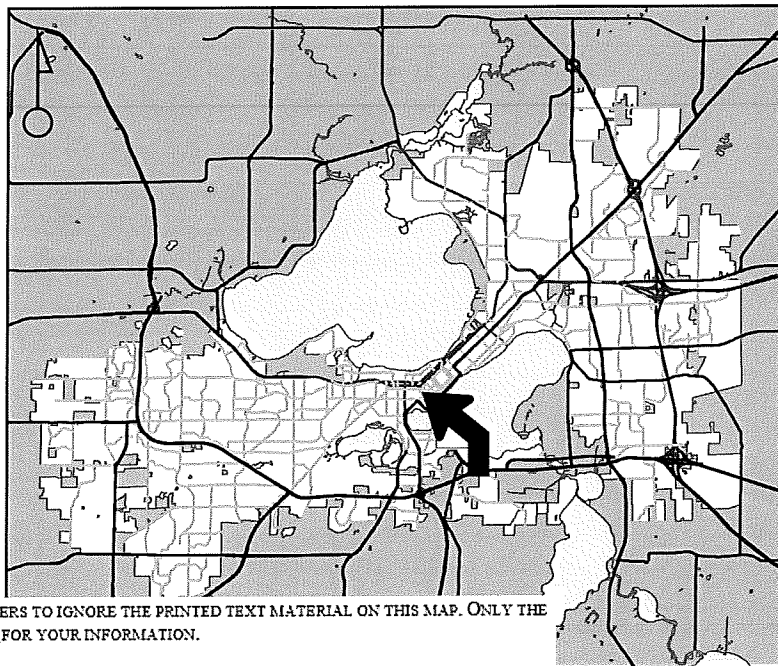 ERS TO IGNORE THE PRINTED TEXT MATERIAL ON THIS MAP. ONLY THE
FOR YOUR INFORMATION.